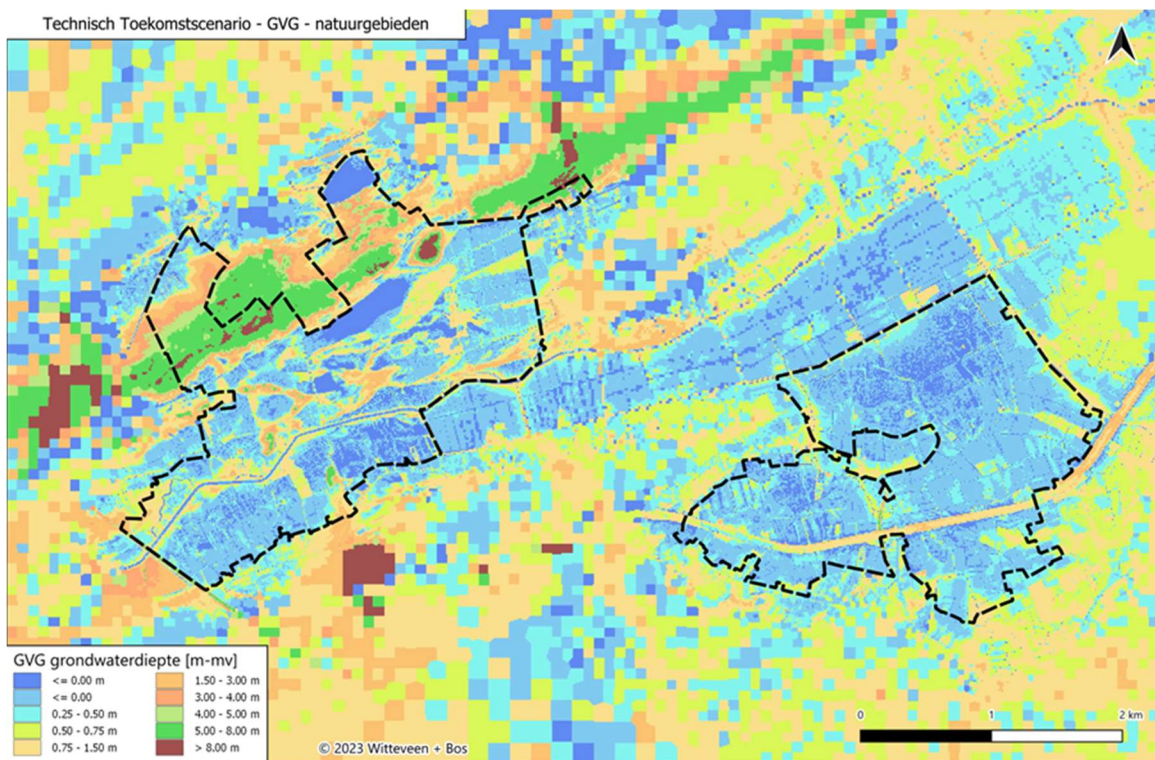 Technisch Toekomstscenario - GVG - natuurgebieden
GVG grondwaterdiepte [m-mv]
<= 0.00 m
<= 0.00
0.25 - 0.50 m
0.50 - 0.75 m
0.75 - 1.50 m
1.50 - 3.00 m
3.00 - 4.00 m
4.00 - 5.00 m
5.00 - 8.00 m
> 8.00 m
© 2023 Witteveen + Bos
0 1 2 km